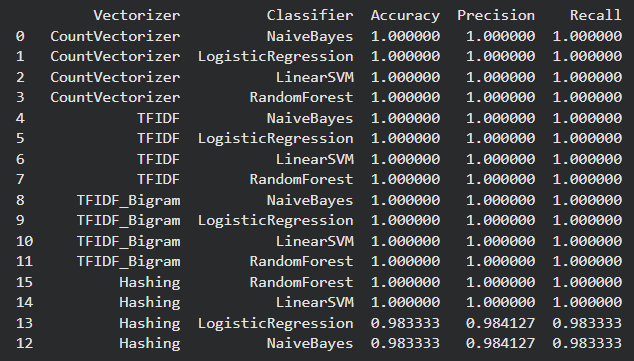 Vectorizer Classifier Accuracy Precision Recall
0 CountVectorizer NaiveBayes 1.000000 1.000000 1.000000
1 CountVectorizer LogisticRegression 1.000000 1.000000 1.000000
2 CountVectorizer LinearSVM 1.000000 1.000000 1.000000
3 CountVectorizer RandomForest 1.000000 1.000000 1.000000
4 TFIDF NaiveBayes 1.000000 1.000000 1.000000
5 TFIDF LogisticRegression 1.000000 1.000000 1.000000
6 TFIDF LinearSVM 1.000000 1.000000 1.000000
7 TFIDF RandomForest 1.000000 1.000000 1.000000
8 TFIDF_Bigram NaiveBayes 1.000000 1.000000 1.000000
9 TFIDF_Bigram LogisticRegression 1.000000 1.000000 1.000000
10 TFIDF_Bigram LinearSVM 1.000000 1.000000 1.000000
11 TFIDF_Bigram RandomForest 1.000000 1.000000 1.000000
15 Hashing RandomForest 1.000000 1.000000 1.000000
14 Hashing LinearSVM 1.000000 1.000000 1.000000
13 Hashing LogisticRegression 0.983333 0.984127 0.983333
12 Hashing NaiveBayes 0.983333 0.984127 0.983333